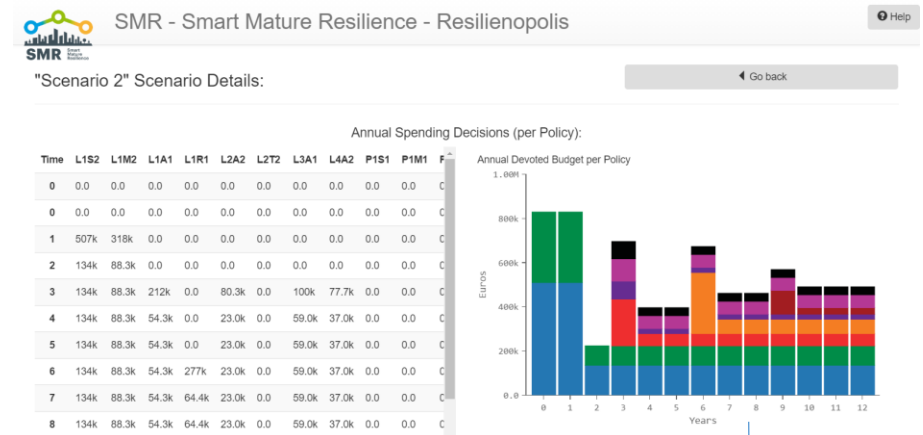 SMR - Smart Mature Resilience - Resilienopolis
Help
SMR Smart Mature Resilience
"Scenario 2" Scenario Details:
Go back
Annual Spending Decisions (per Policy):
Time L1S2 L1M2 L1A1 L1R1 L2A2 L2T2 L3A1 L4A2 P1S1 P1M1
0 0.0 0.0 0.0 0.0 0.0 0.0 0.0 0.0 0.0 0.0
0 0.0 0.0 0.0 0.0 0.0 0.0 0.0 0.0 0.0 0.0
1 507k 318k 0.0 0.0 0.0 0.0 0.0 0.0 0.0 0.0
2 134k 88.3k 0.0 0.0 0.0 0.0 0.0 0.0 0.0 0.0
3 134k 88.3k 212k 0.0 80.3k 0.0 100k 77.7k 0.0 0.0
4 134k 88.3k 54.3k 0.0 23.0k 0.0 59.0k 37.0k 0.0 0.0
5 134k 88.3k 54.3k 0.0 23.0k 0.0 59.0k 37.0k 0.0 0.0
6 134k 88.3k 54.3k 277k 23.0k 0.0 59.0k 37.0k 0.0 0.0
7 134k 88.3k 54.3k 64.4k 23.0k 0.0 59.0k 37.0k 0.0 0.0
8 134k 88.3k 54.3k 64.4k 23.0k 0.0 59.0k 37.0k 0.0 0.0
Annual Devoted Budget per Policy
1.00M
800k
600k
400k
200k
0.0
Euros
0 1 2 3 4 5 6 7 8 9 10 11 12
Years